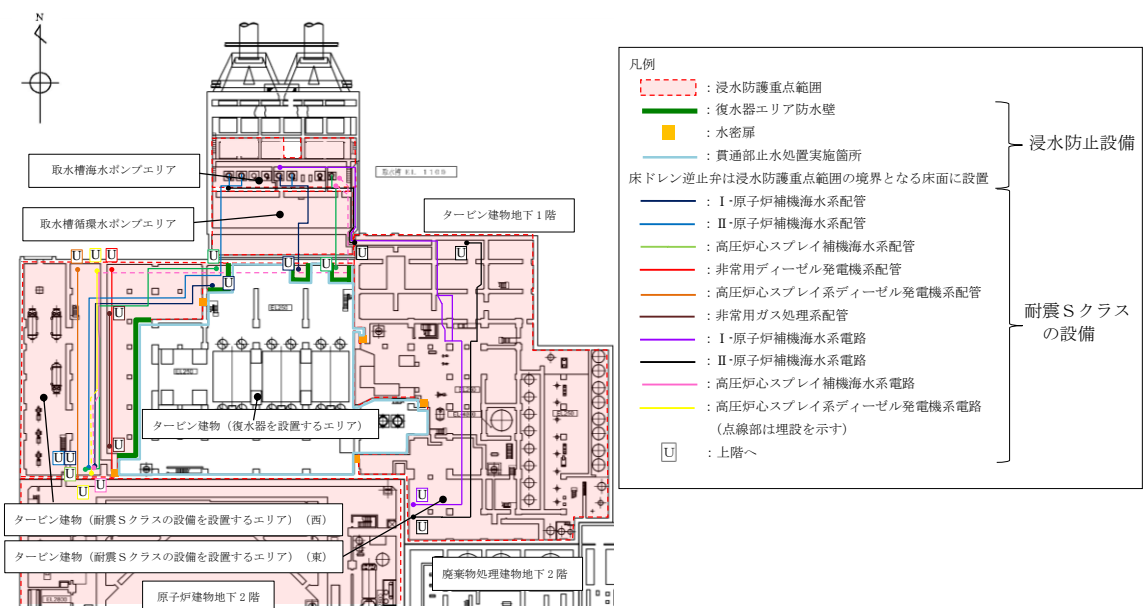 N
取水槽海水ポンプエリア
取水槽循環水ポンプエリア
タービン建物地下１階
U
U
U U U
U
U
U
U
EL250
U
タービン建物（復水器を設置するエリア）
U
U U
U
U
U
U
U
タービン建物（耐震Ｓクラスの設備を設置するエリア）（西）
タービン建物（耐震Ｓクラスの設備を設置するエリア）（東）
原子炉建物地下２階
廃棄物処理建物地下２階
凡例
：浸水防護重点範囲
：復水器エリア防水壁
：水密扉
：貫通部止水処置実施箇所
浸水防止設備
床ドレン逆止弁は浸水防護重点範囲の境界となる床面に設置
：Ⅰ-原子炉補機海水系配管
：Ⅱ-原子炉補機海水系配管
：高圧炉心スプレイ補機海水系配管
：非常用ディーゼル発電機系配管
：高圧炉心スプレイ系ディーゼル発電機系配管
：非常用ガス処理系配管
：Ⅰ-原子炉補機海水系電路
：Ⅱ-原子炉補機海水系電路
：高圧炉心スプレイ補機海水系電路
：高圧炉心スプレイ系ディーゼル発電機系電路
（点線部は埋設を示す）
U ：上階へ
耐震Ｓクラス
の設備